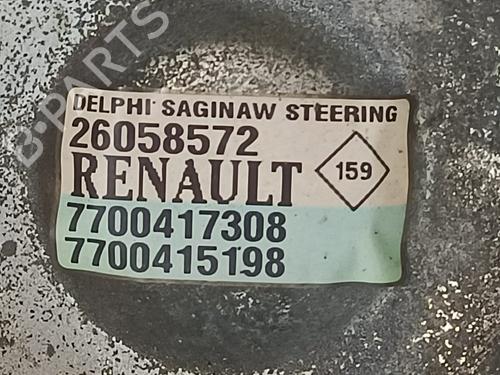 DELPHI SAGINAW STEERING
26058572
RENAULT
159
7700417308
7700415198
B-PARTS